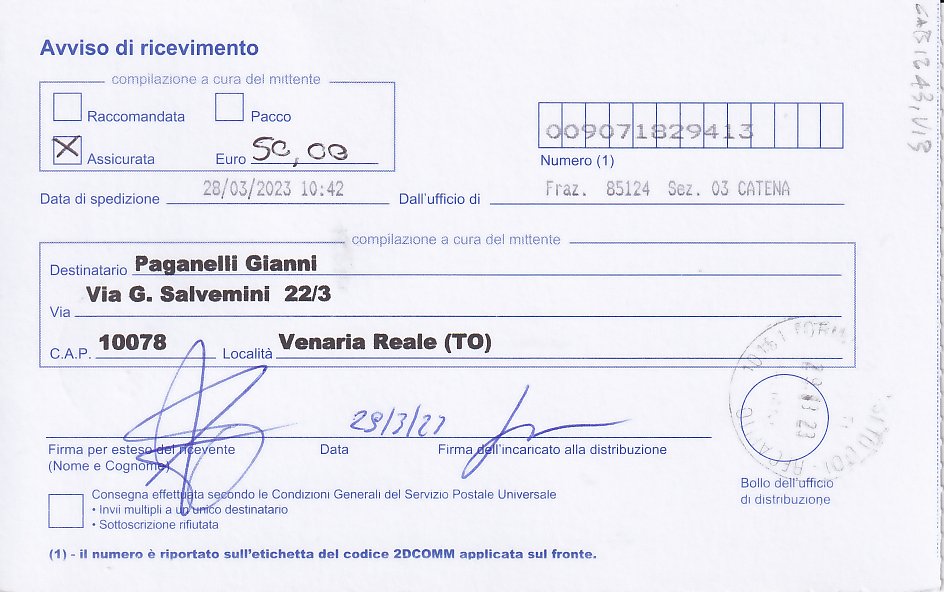 Avviso di ricevimento
compilazione a cura del mittente
Raccomandata Pacco
Assicurata Euro 50,00
009071829413
Numero (1)
Data di spedizione 28/03/2023 10:42 Dall'ufficio di Fraz. 85124 Sez. 03 CATENA
compilazione a cura del mittente
Destinatario Paganelli Gianni
Via G. Salvemini 22/3
Via
C.A.P. 10078 Località Venaria Reale (TO)
Firma per esteso del ricevente Data Firma dell'incaricato alla distribuzione
(Nome e Cognome)
Bollo dell'ufficio
di distribuzione
Consegna effettuata secondo le Condizioni Generali del Servizio Postale Universale
• Invii multipli a un unico destinatario
• Sottoscrizione rifiutata
(1) - il numero è riportato sull'etichetta del codice 2DCOMM applicata sul fronte.